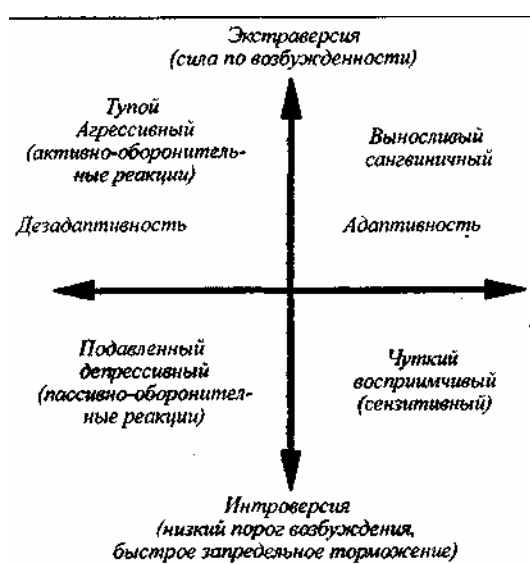 Экстраверсия
(сила по возбужденности)
Тупой
Агрессивный
(активно-оборонитель-
ные реакции)
Выносливый
сангвиничный
Дезадаптивность
Адаптивность
Подавленный
депрессивный
(пассивно-оборонител-
ные реакции)
Чуткий
восприимчивый
(сензитивный)
Интроверсия
(низкий порог возбуждения,
быстрое запредельное торможение)